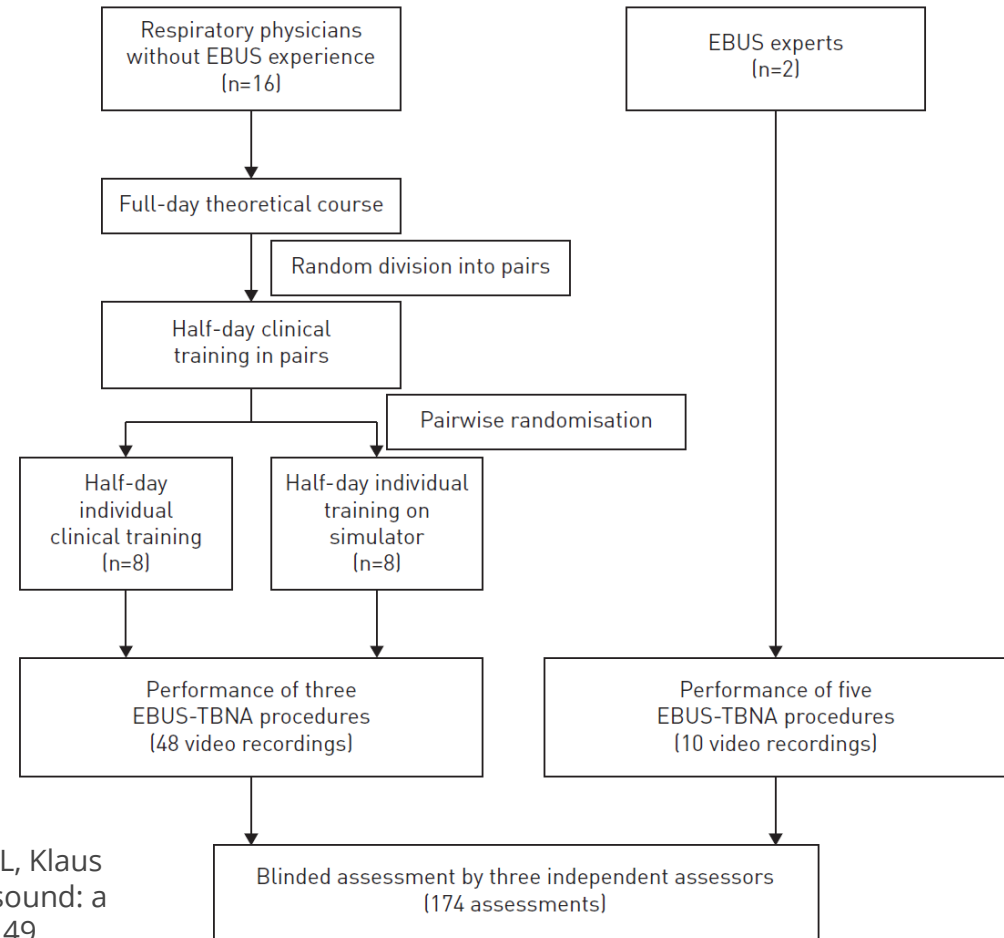 Respiratory physicians
without EBUS experience
(n=16)
EBUS experts
(n=2)
Full-day theoretical course
Random division into pairs
Half-day clinical
training in pairs
Pairwise randomisation
Half-day
individual
clinical training
(n=8)
Half-day individual
training on
simulator
(n=8)
Performance of three
EBUS-TBNA procedures
(48 video recordings)
Performance of five
EBUS-TBNA procedures
(10 video recordings)
L, Klaus
sound: a
49
Blinded assessment by three independent assessors
(174 assessments)